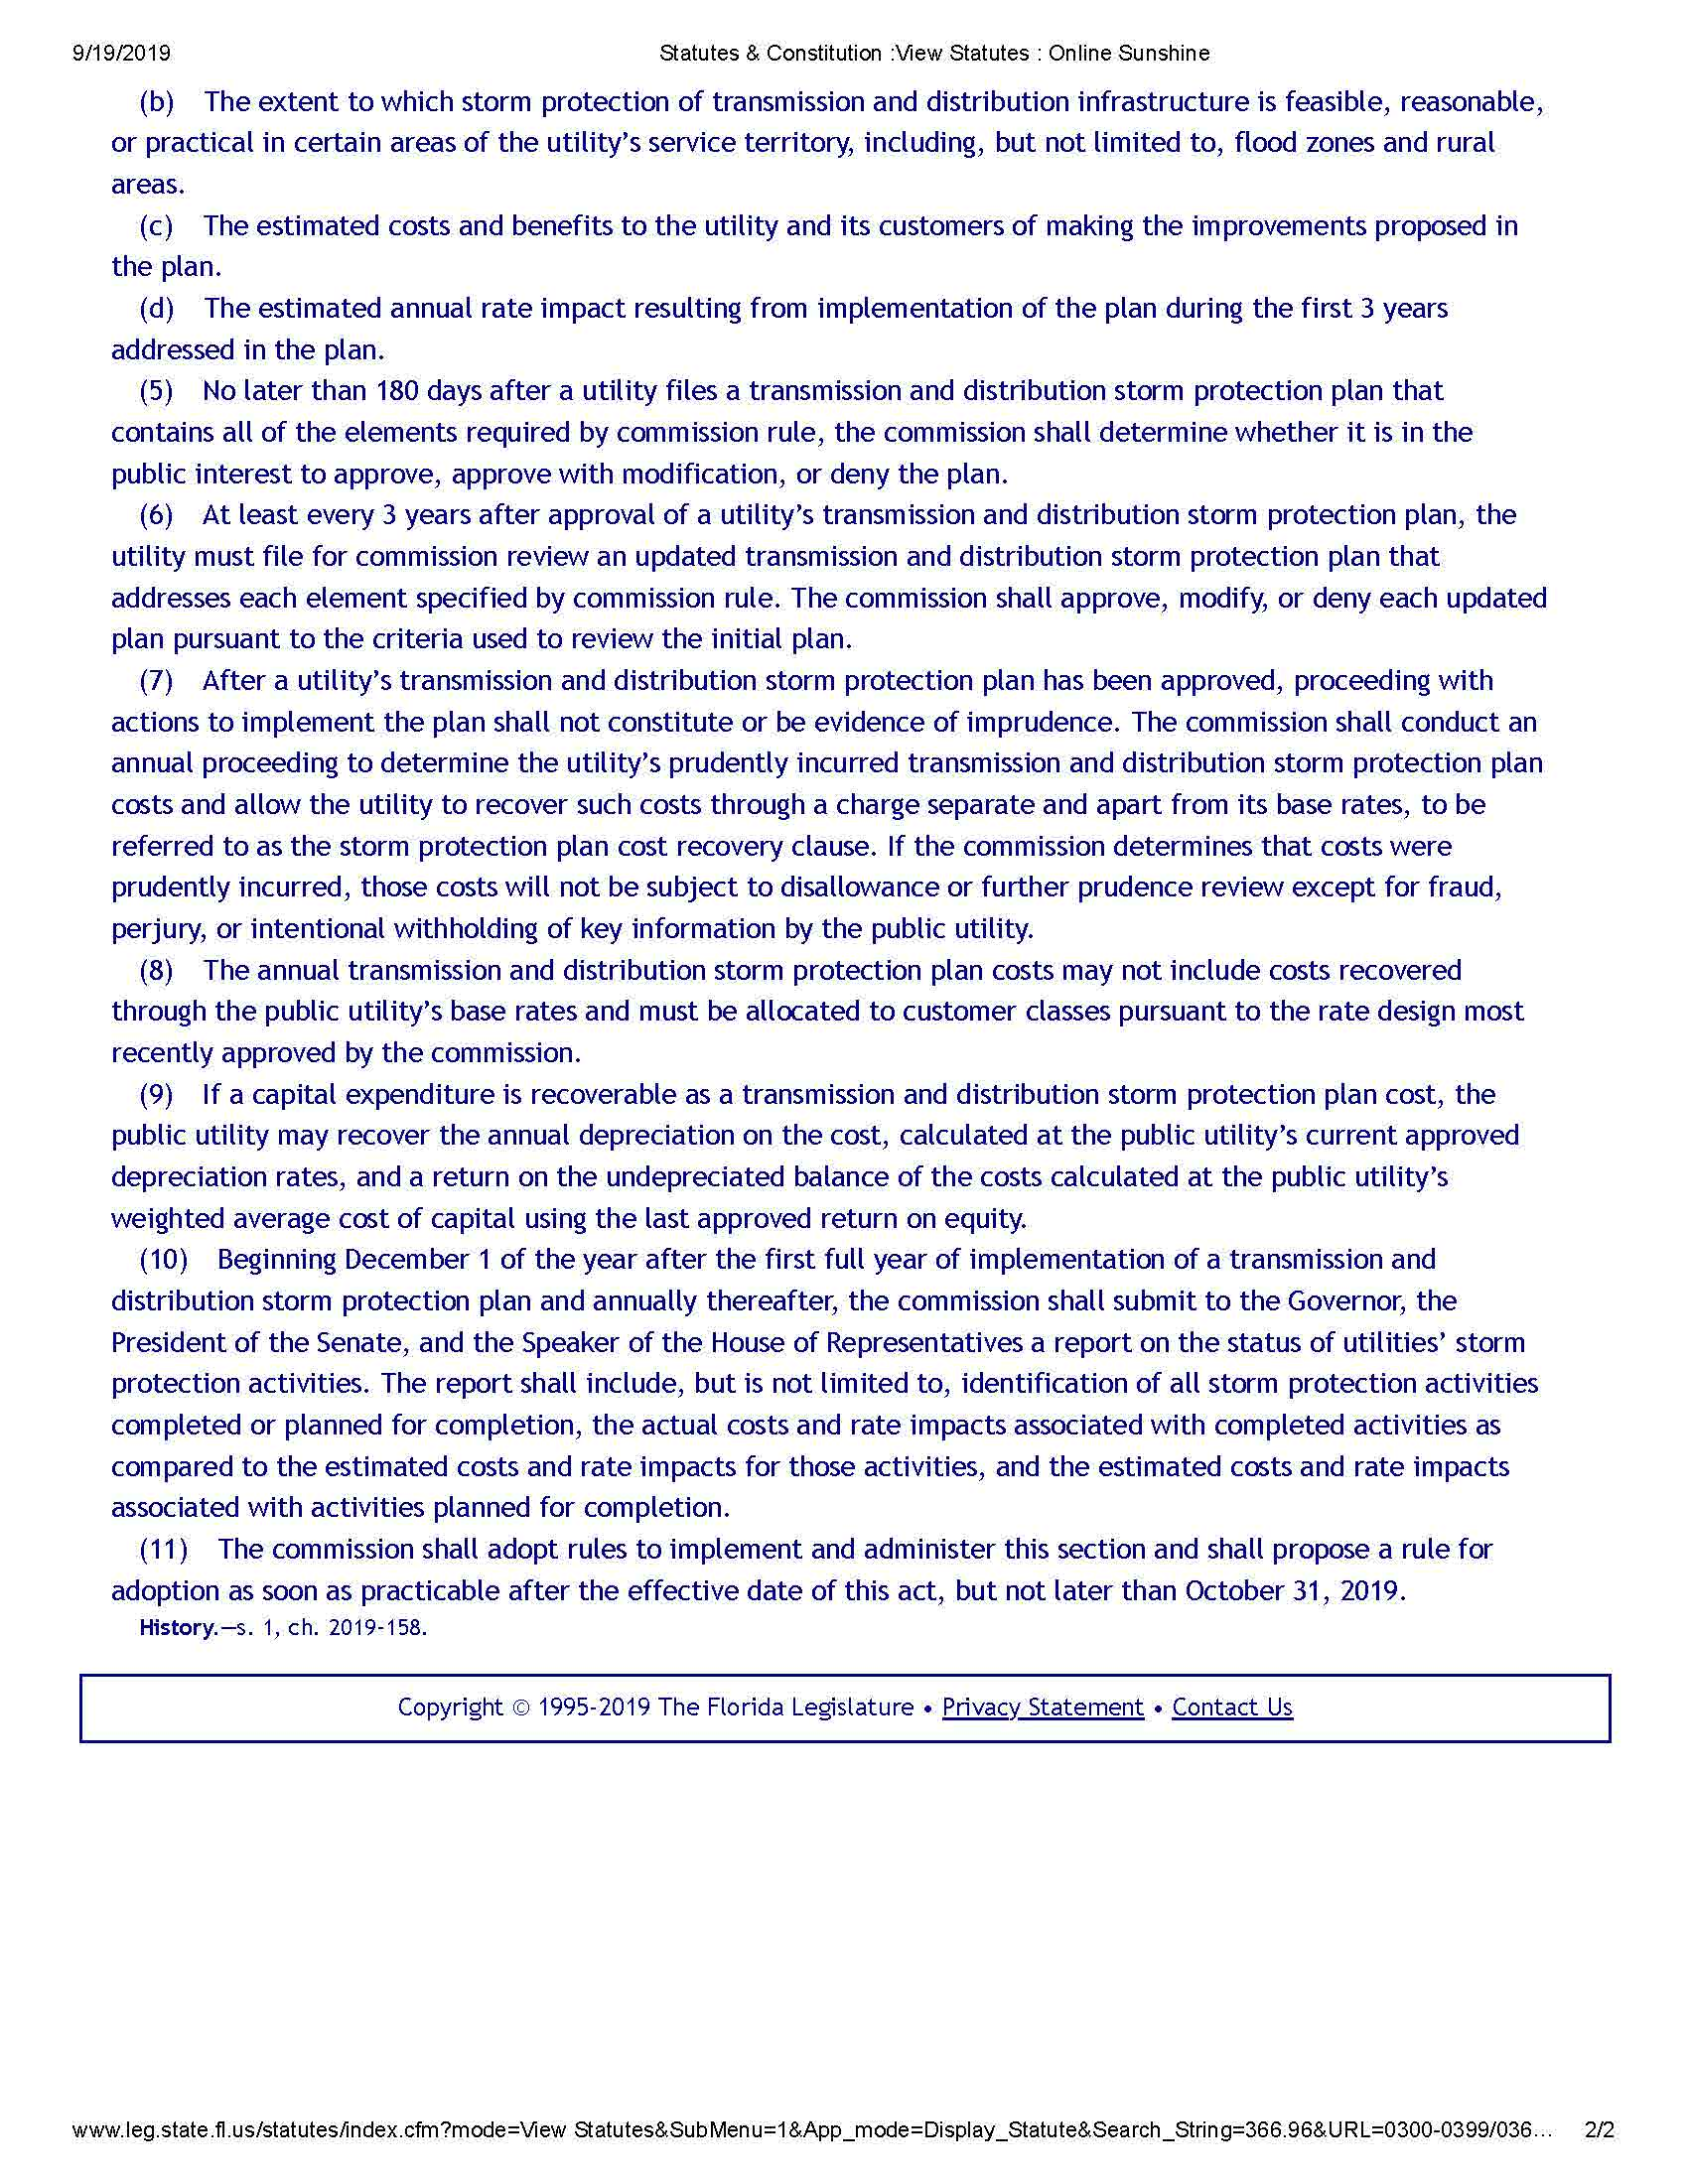 9/19/2019 Statutes & Constitution :View Statutes : Online Sunshine
(b) The extent to which storm protection of transmission and distribution infrastructure is feasible, reasonable,
or practical in certain areas of the utility’s service territory, including, but not limited to, flood zones and rural
areas.
(c) The estimated costs and benefits to the utility and its customers of making the improvements proposed in
the plan.
(d) The estimated annual rate impact resulting from implementation of the plan during the first 3 years
addressed in the plan.
(5) No later than 180 days after a utility files a transmission and distribution storm protection plan that
contains all of the elements required by commission rule, the commission shall determine whether it is in the
public interest to approve, approve with modification, or deny the plan.
(6) At least every 3 years after approval of a utility’s transmission and distribution storm protection plan, the
utility must file for commission review an updated transmission and distribution storm protection plan that
addresses each element specified by commission rule. The commission shall approve, modify, or deny each updated
plan pursuant to the criteria used to review the initial plan.
(7) After a utility’s transmission and distribution storm protection plan has been approved, proceeding with
actions to implement the plan shall not constitute or be evidence of imprudence. The commission shall conduct an
annual proceeding to determine the utility’s prudently incurred transmission and distribution storm protection plan
costs and allow the utility to recover such costs through a charge separate and apart from its base rates, to be
referred to as the storm protection plan cost recovery clause. If the commission determines that costs were
prudently incurred, those costs will not be subject to disallowance or further prudence review except for fraud,
perjury, or intentional withholding of key information by the public utility.
(8) The annual transmission and distribution storm protection plan costs may not include costs recovered
through the public utility’s base rates and must be allocated to customer classes pursuant to the rate design most
recently approved by the commission.
(9) If a capital expenditure is recoverable as a transmission and distribution storm protection plan cost, the
public utility may recover the annual depreciation on the cost, calculated at the public utility’s current approved
depreciation rates, and a return on the undepreciated balance of the costs calculated at the public utility’s
weighted average cost of capital using the last approved return on equity.
(10) Beginning December 1 of the year after the first full year of implementation of a transmission and
distribution storm protection plan and annually thereafter, the commission shall submit to the Governor, the
President of the Senate, and the Speaker of the House of Representatives a report on the status of utilities’ storm
protection activities. The report shall include, but is not limited to, identification of all storm protection activities
completed or planned for completion, the actual costs and rate impacts associated with completed activities as
compared to the estimated costs and rate impacts for those activities, and the estimated costs and rate impacts
associated with activities planned for completion.
(11) The commission shall adopt rules to implement and administer this section and shall propose a rule for
adoption as soon as practicable after the effective date of this act, but not later than October 31, 2019.
History.—s. 1, ch. 2019-158.
Copyright © 1995-2019 The Florida Legislature • Privacy Statement • Contact Us
www.leg.state.fl.us/statutes/index.cfm?mode=View Statutes&SubMenu=1&App_mode=Display_Statute&Search_String=366.96&URL=0300-0399/036… 2/2